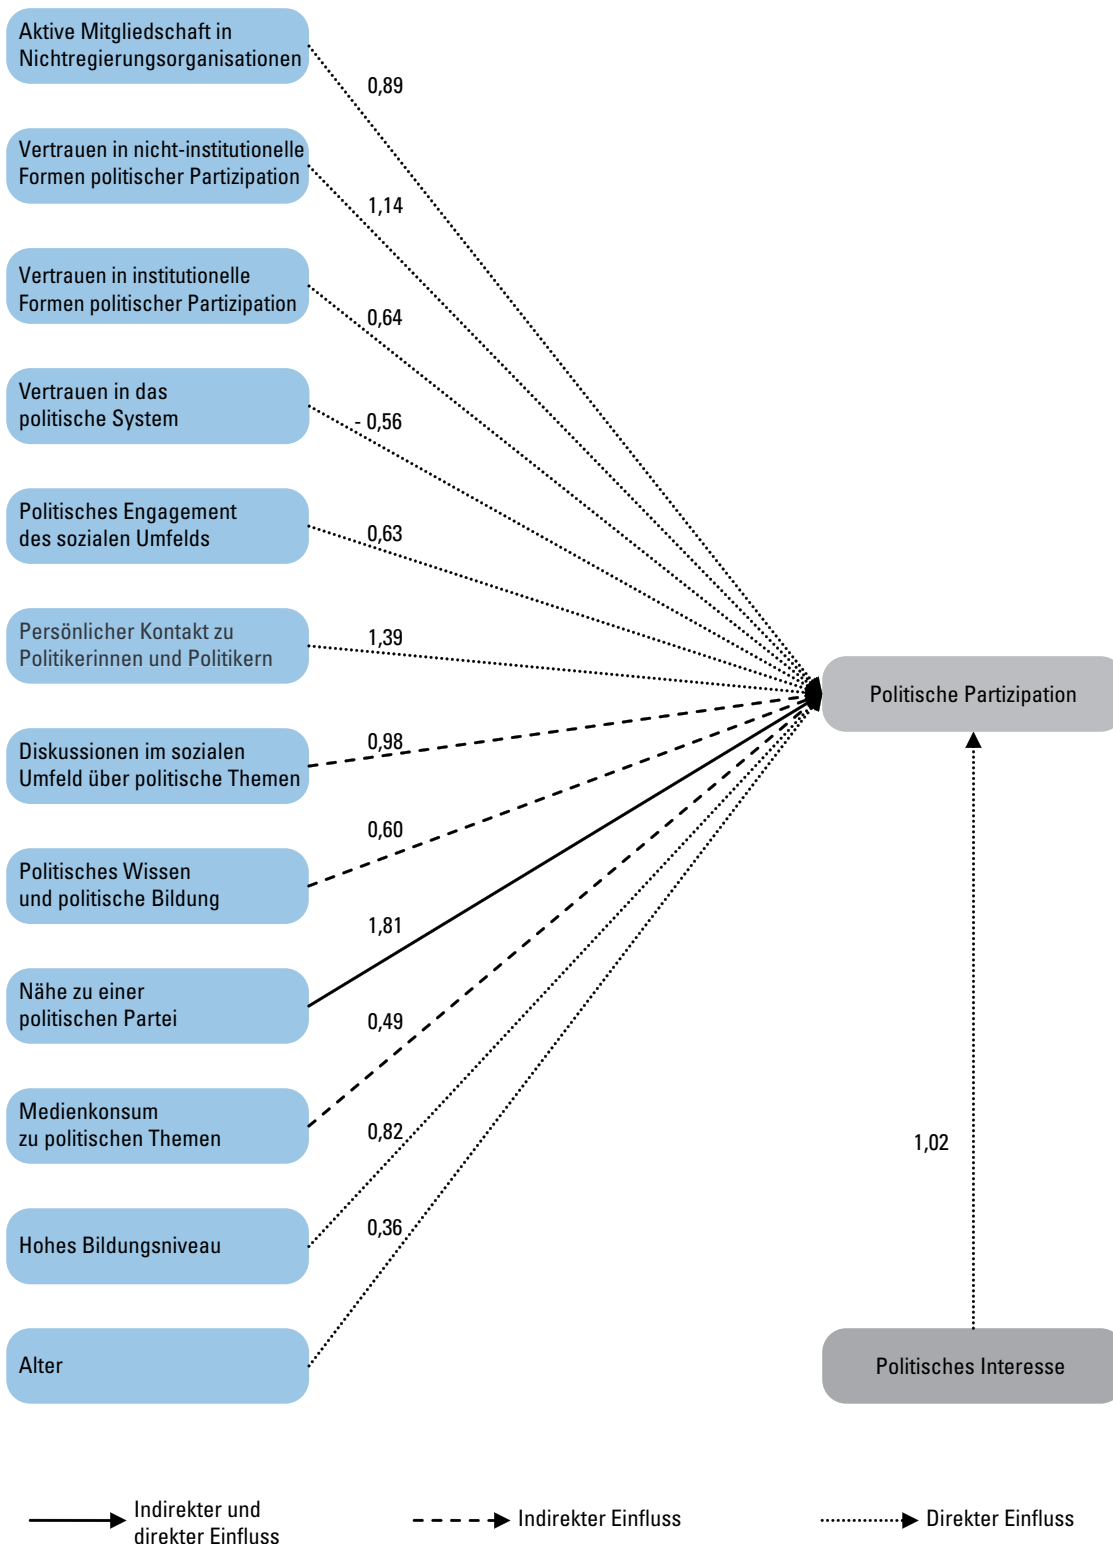 Aktive Mitgliedschaft in
Nichtregierungsorganisationen
0,89
Vertrauen in nicht-institutionelle
Formen politischer Partizipation
1,14
Vertrauen in institutionelle
Formen politischer Partizipation
0,64
Vertrauen in das
politische System
- 0,56
Politisches Engagement
des sozialen Umfelds
0,63
Persönlicher Kontakt zu
Politikerinnen und Politikern
1,39
Politische Partizipation
Diskussionen im sozialen
Umfeld über politische Themen
0,98
Politisches Wissen
und politische Bildung
0,60
Nähe zu einer
politischen Partei
1,81
Medienkonsum
zu politischen Themen
0,49
Hohes Bildungsniveau
0,82
1,02
Alter
0,36
Politisches Interesse
Indirekter und
direkter Einfluss
Indirekter Einfluss
Direkter Einfluss